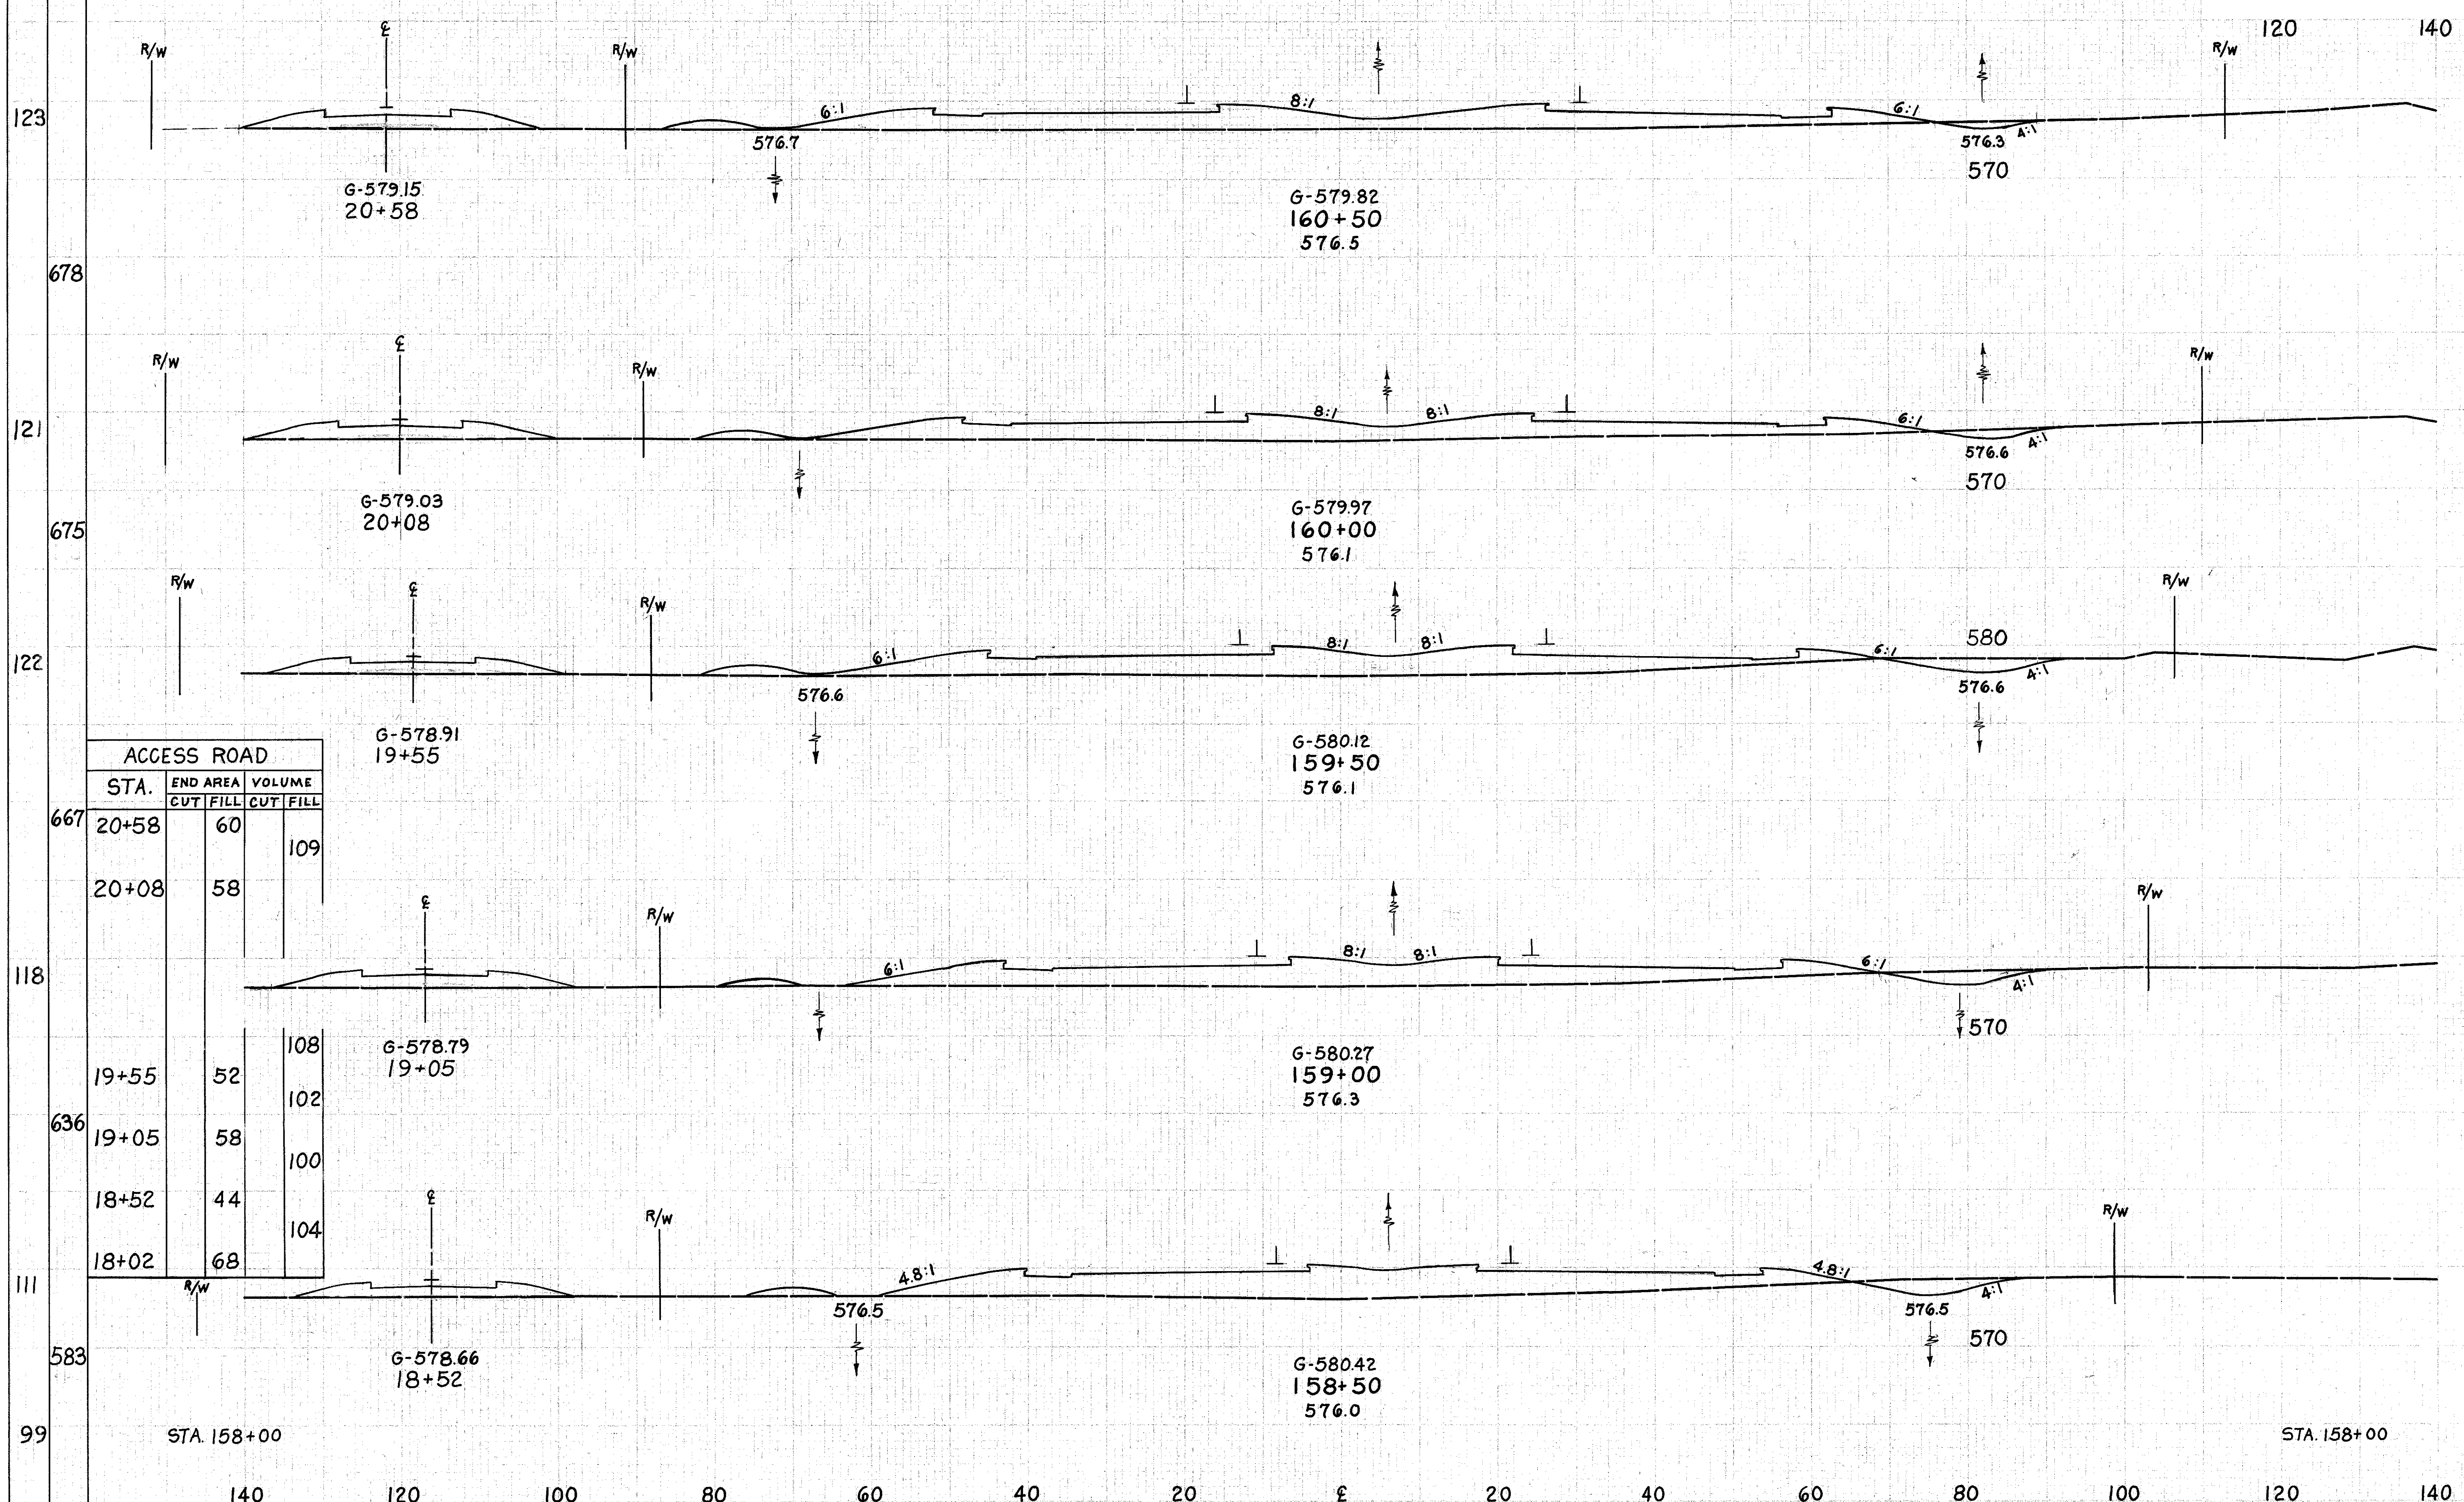 120 140
R/W ℄ R/W R/W
123
6:1 8:1 6:1 4:1
576.7 576.3
570
G-579.15
20+58
G-579.82
160+50
576.5
678
R/W ℄ R/W R/W
121
8:1 8:1 6:1 4:1
576.6
570
G-579.03
20+08
G-579.97
160+00
576.1
675
R/W ℄ R/W R/W
580
122
6:1 8:1 8:1 6:1 4:1
576.6 576.6
G-578.91
19+55
G-580.12
159+50
576.1
667
ACCESS ROAD
STA. END AREA VOLUME
CUT FILL CUT FILL
20+58 60
109
20+08 58
108
19+55 52
102
19+05 58
100
18+52 44
104
18+02 68
℄ R/W R/W
118
6:1 8:1 8:1 6:1 4:1
570
G-578.79
19+05
G-580.27
159+00
576.3
636
R/W ℄ R/W R/W
111
4.8:1 4.8:1 4:1
576.5 576.5
570
G-578.66
18+52
G-580.42
158+50
576.0
583
99
STA. 158+00 STA. 158+00
140 120 100 80 60 40 20 ℄ 20 40 60 80 100 120 140